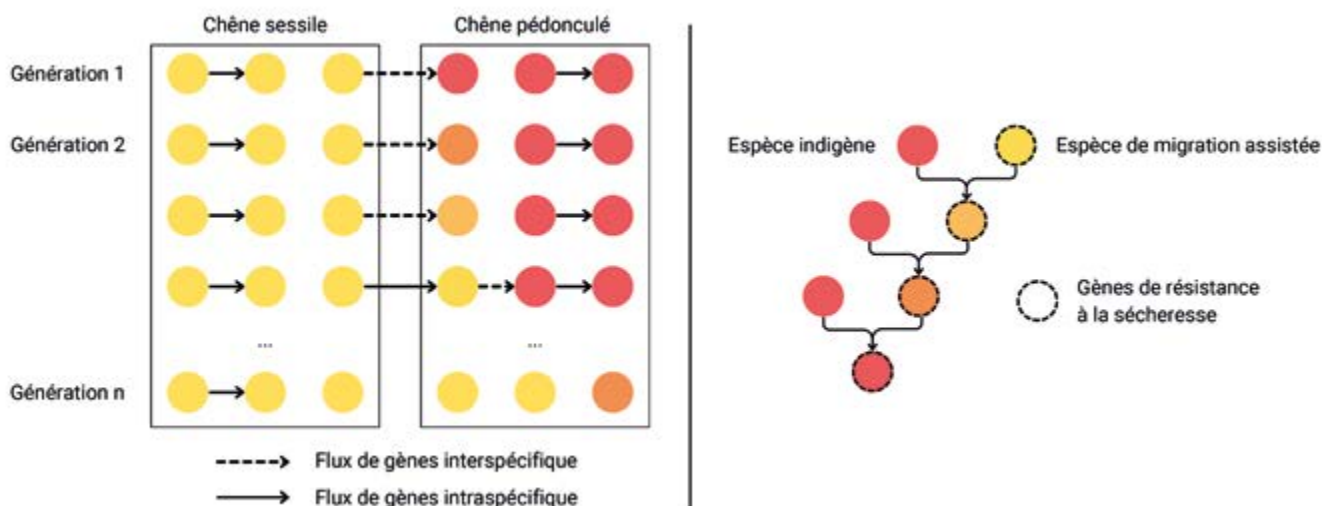 Chêne sessile
Chêne pédonculé
Génération 1
Génération 2
...
...
Génération n
Flux de gènes interspécifique
Flux de gènes intraspécifique
Espèce indigène
Espèce de migration assistée
Gènes de résistance
à la sécheresse